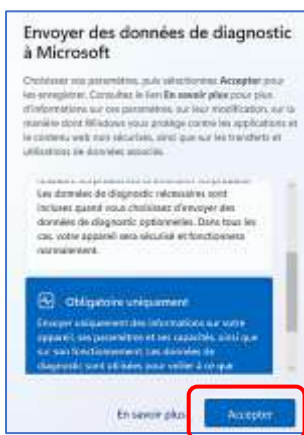 Envoyer des données de diagnostic
à Microsoft
Choisissez vos paramètres, puis sélectionnez Accepter pour
les enregistrer. Consultez le lien En savoir plus pour plus
d'informations sur ces paramètres, sur leur modification, sur la
manière dont Windows vous protège contre les applications et
le contenu web non sécurisés, ainsi que sur les transferts et
utilisations de données associés.
Les données de diagnostic nécessaires sont
incluses quand vous choisissez d'envoyer des
données de diagnostic optionnelles. Dans tous les
cas, votre appareil sera sécurisé et fonctionnera
normalement.
Obligatoire uniquement
Envoyer uniquement des informations sur votre
appareil, ses paramètres et ses capacités, ainsi que
sur son fonctionnement. Les données de
diagnostic sont utilisées pour veiller à ce que
En savoir plus
Accepter